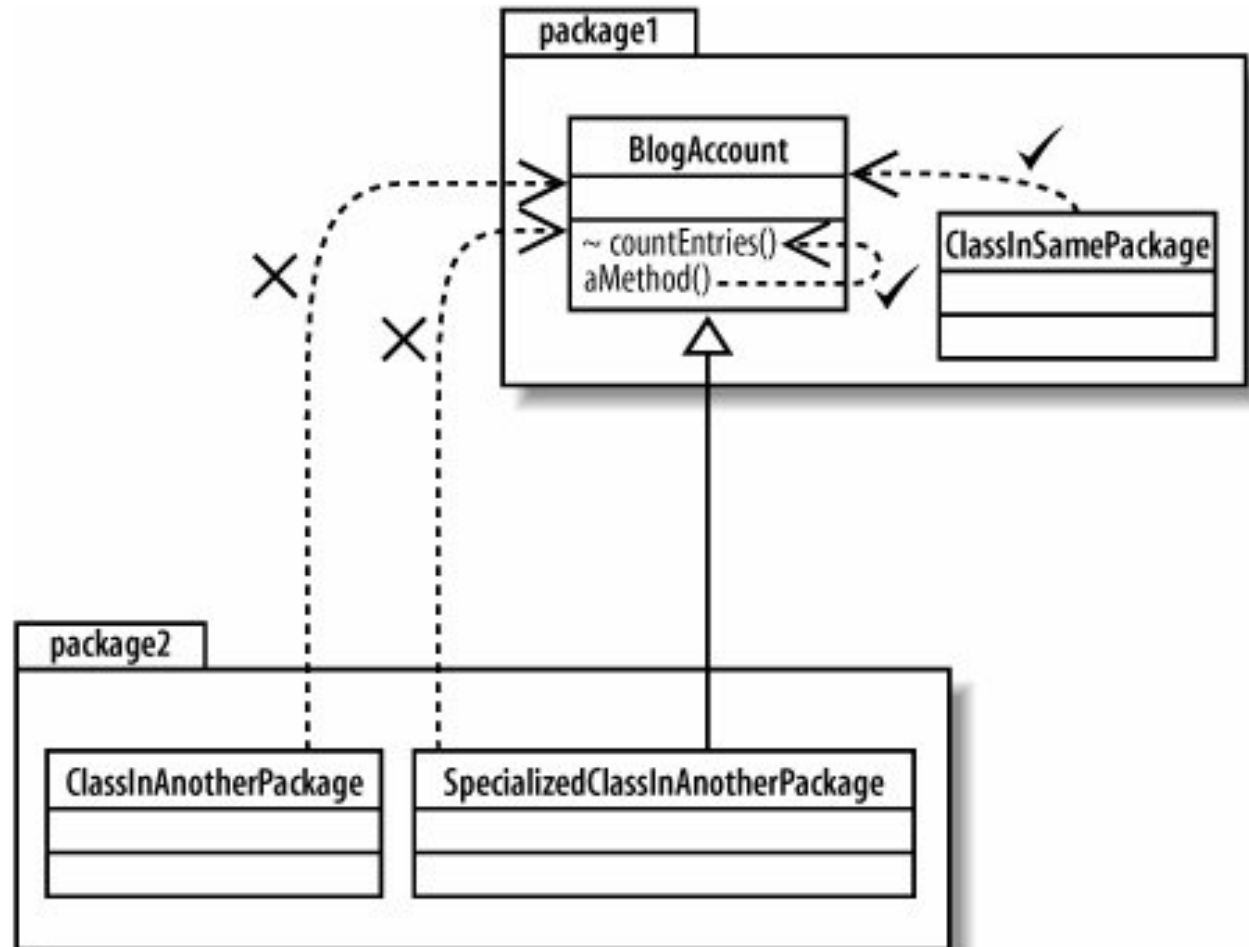 package1
BlogAccount
~ countEntries()
aMethod()
ClassInSamePackage
package2
ClassInAnotherPackage
SpecializedClassInAnotherPackage